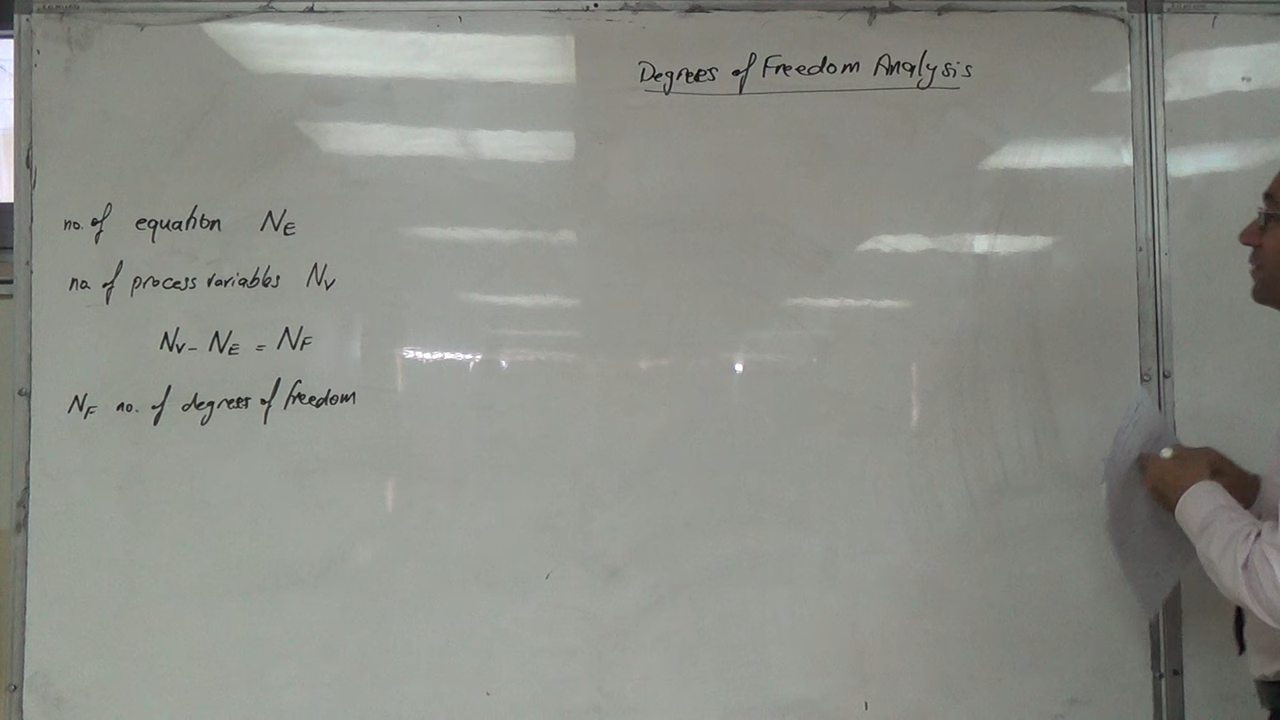 Degrees of Freedom Analysis
no. of equation N_E
no. of process variables N_V
N_V - N_E = N_F
N_F no. of degrees of freedom